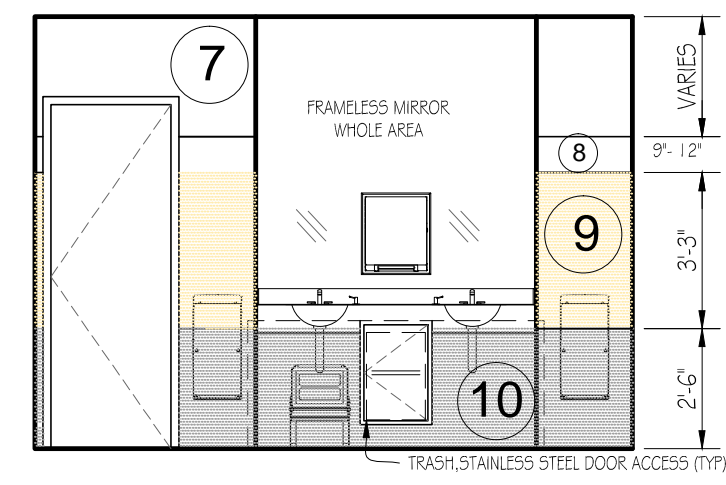 7
FRAMELESS MIRROR
WHOLE AREA
VARIES
8
9"- 12"
9
3'-3"
10
2'-6"
TRASH,STAINLESS STEEL DOOR ACCESS (TYP)